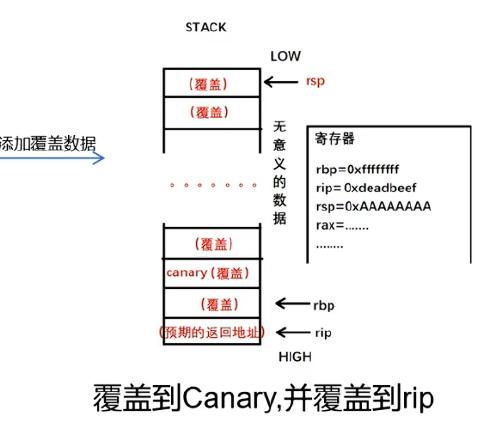 STACK
LOW
(覆盖)
rsp
(覆盖)
添加覆盖数据
无意义的数据
寄存器
rbp=0xffffffff
rip=0xdeadbeef
rsp=0xAAAAAAAA
rax=.......
........
(覆盖)
canary(覆盖)
(覆盖)
rbp
(预期的返回地址)
rip
HIGH
覆盖到Canary,并覆盖到rip